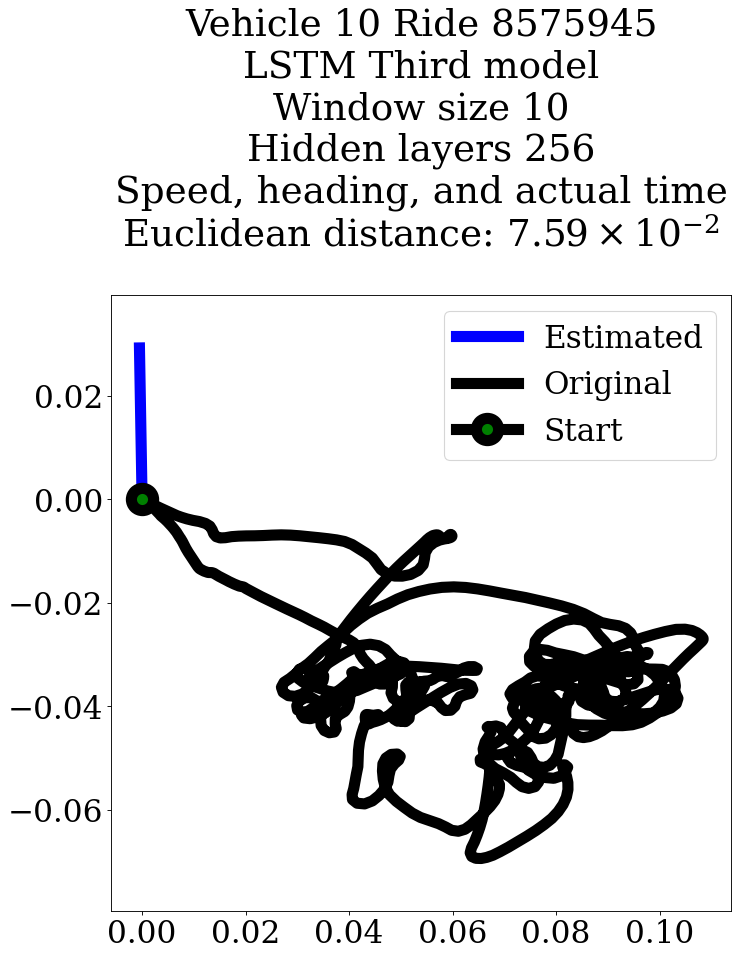 Vehicle 10 Ride 8575945
LSTM Third model
Window size 10
Hidden layers 256
Speed, heading, and actual time
Euclidean distance: 7.59 × 10⁻²
Estimated
Original
Start
0.02
0.00
−0.02
−0.04
−0.06
0.00 0.02 0.04 0.06 0.08 0.10